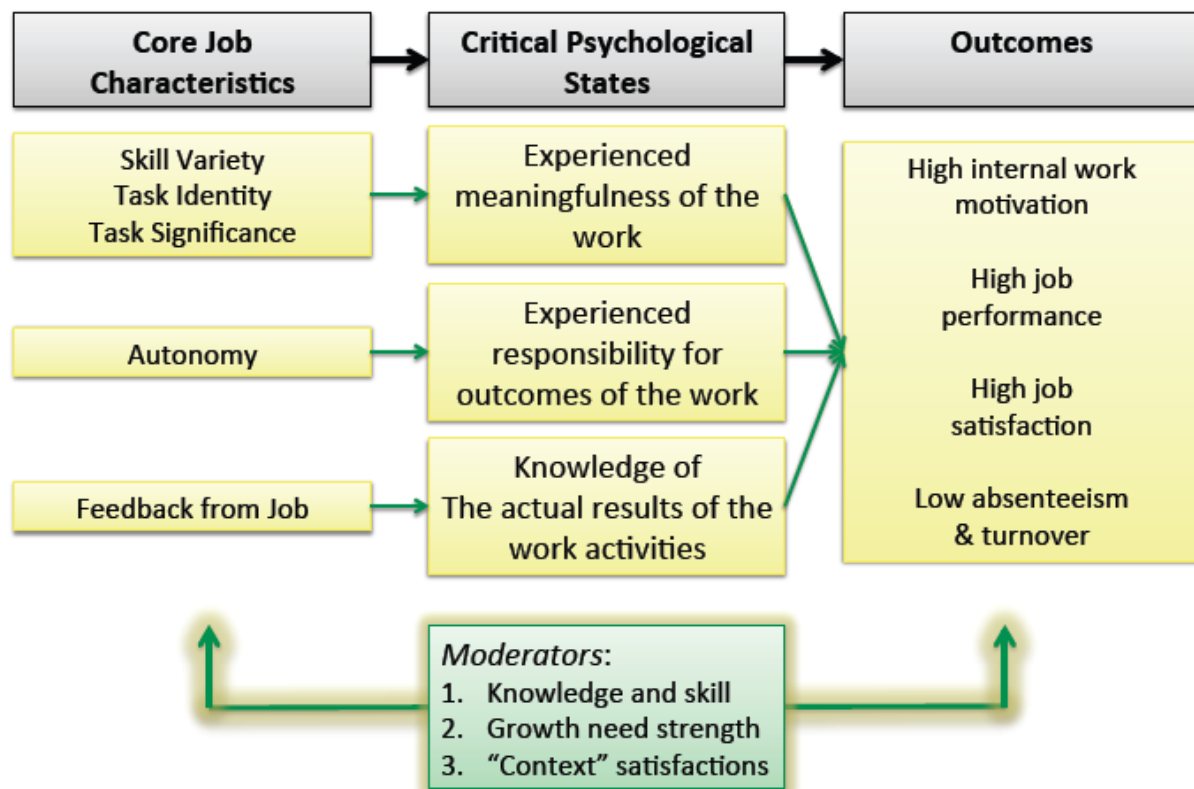 Core Job
Characteristics
Critical Psychological
States
Outcomes
Skill Variety
Task Identity
Task Significance
Experienced
meaningfulness of the
work
High internal work
motivation
High job
performance
High job
satisfaction
Low absenteeism
& turnover
Autonomy
Experienced
responsibility for
outcomes of the work
Feedback from Job
Knowledge of
The actual results of the
work activities
Moderators:
1. Knowledge and skill
2. Growth need strength
3. “Context” satisfactions